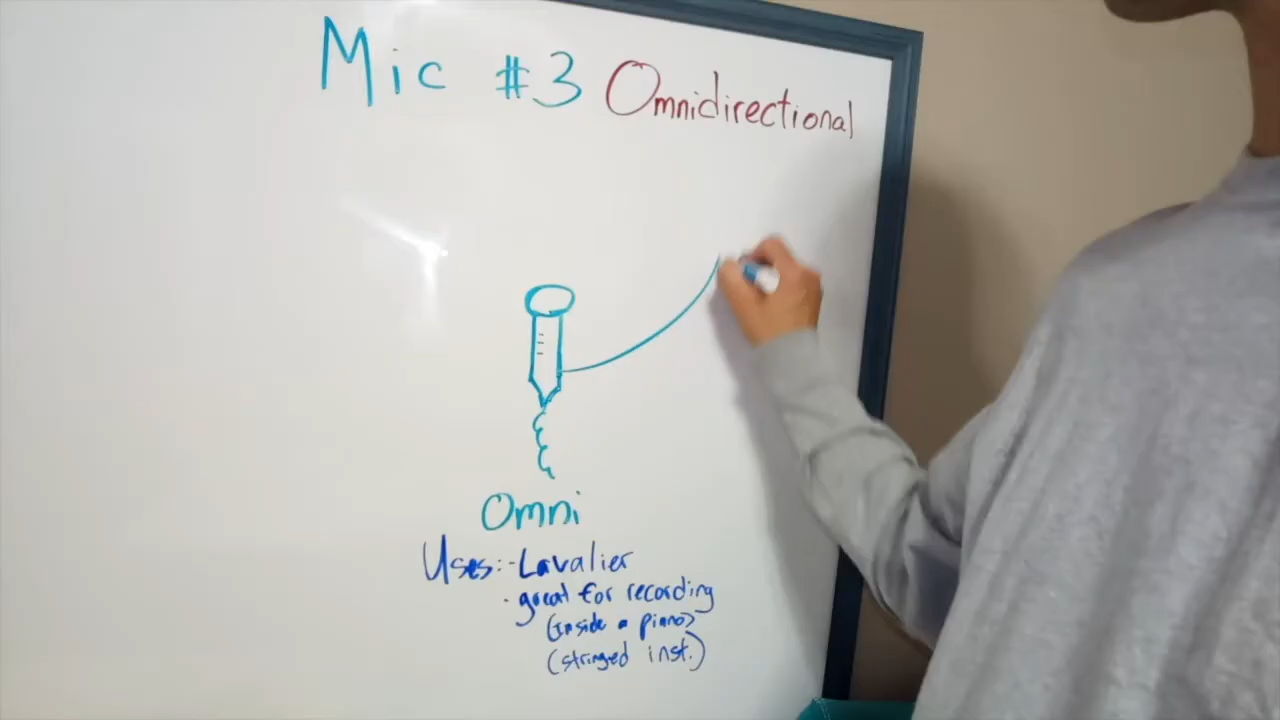 Mic #3 Omnidirectional
Omni
Uses: - Lavalier
- great for recording
(Inside a piano)
(stringed inst.)